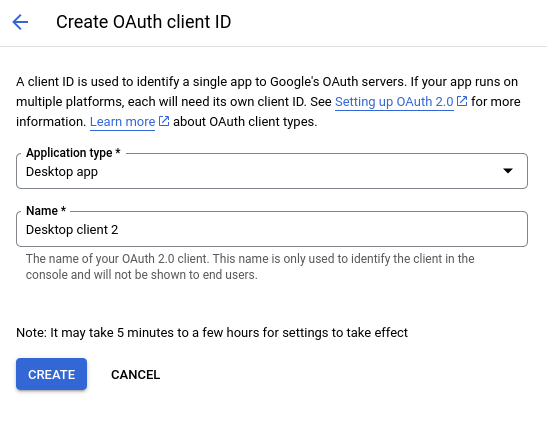 Create OAuth client ID
A client ID is used to identify a single app to Google's OAuth servers. If your app runs on
multiple platforms, each will need its own client ID. See Setting up OAuth 2.0 for more
information. Learn more about OAuth client types.
Application type *
Desktop app
Name *
Desktop client 2
The name of your OAuth 2.0 client. This name is only used to identify the client in the
console and will not be shown to end users.
Note: It may take 5 minutes to a few hours for settings to take effect
CREATE CANCEL